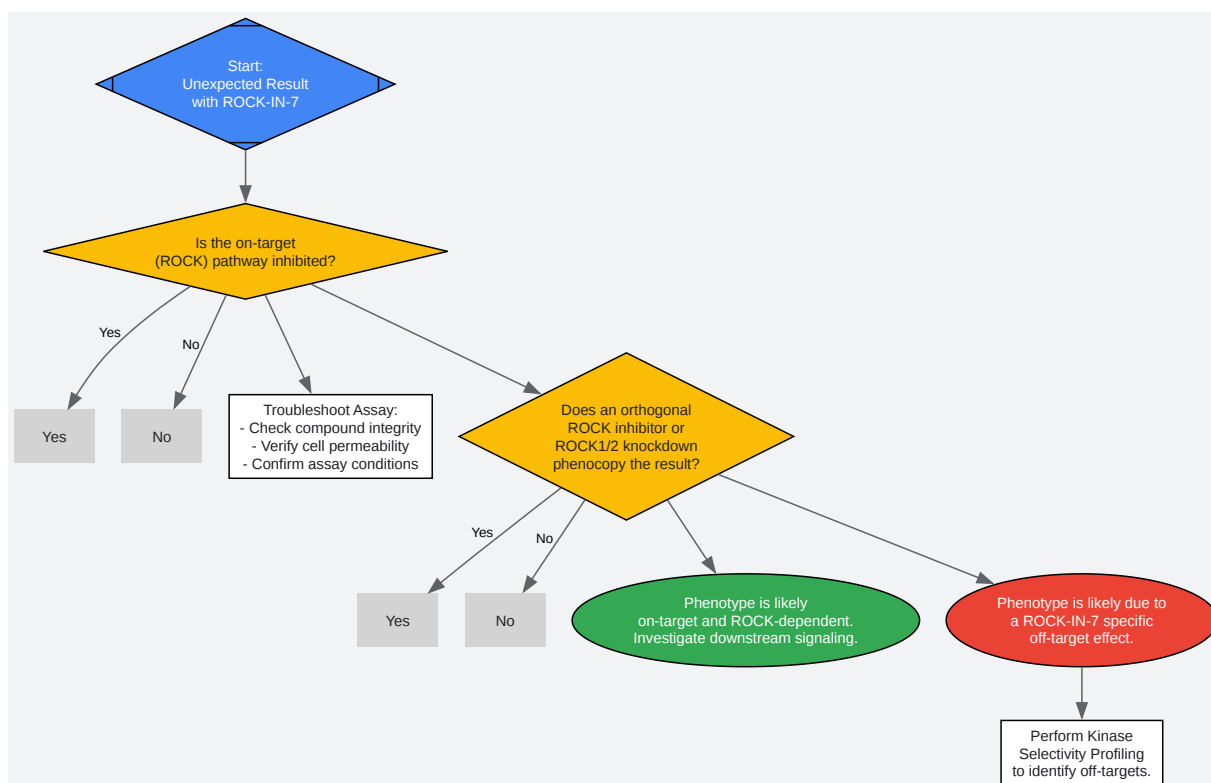 Start:
Unexpected Result
with ROCK-IN-7
Is the on-target
(ROCK) pathway inhibited?
Yes
No
Yes
No
Troubleshoot Assay:
- Check compound integrity
- Verify cell permeability
- Confirm assay conditions
Does an orthogonal
ROCK inhibitor or
ROCK1/2 knockdown
phenocopy the result?
Yes
No
Yes
No
Phenotype is likely
on-target and ROCK-dependent.
Investigate downstream signaling.
Phenotype is likely due to
a ROCK-IN-7 specific
off-target effect.
Perform Kinase
Selectivity Profiling
to identify off-targets.